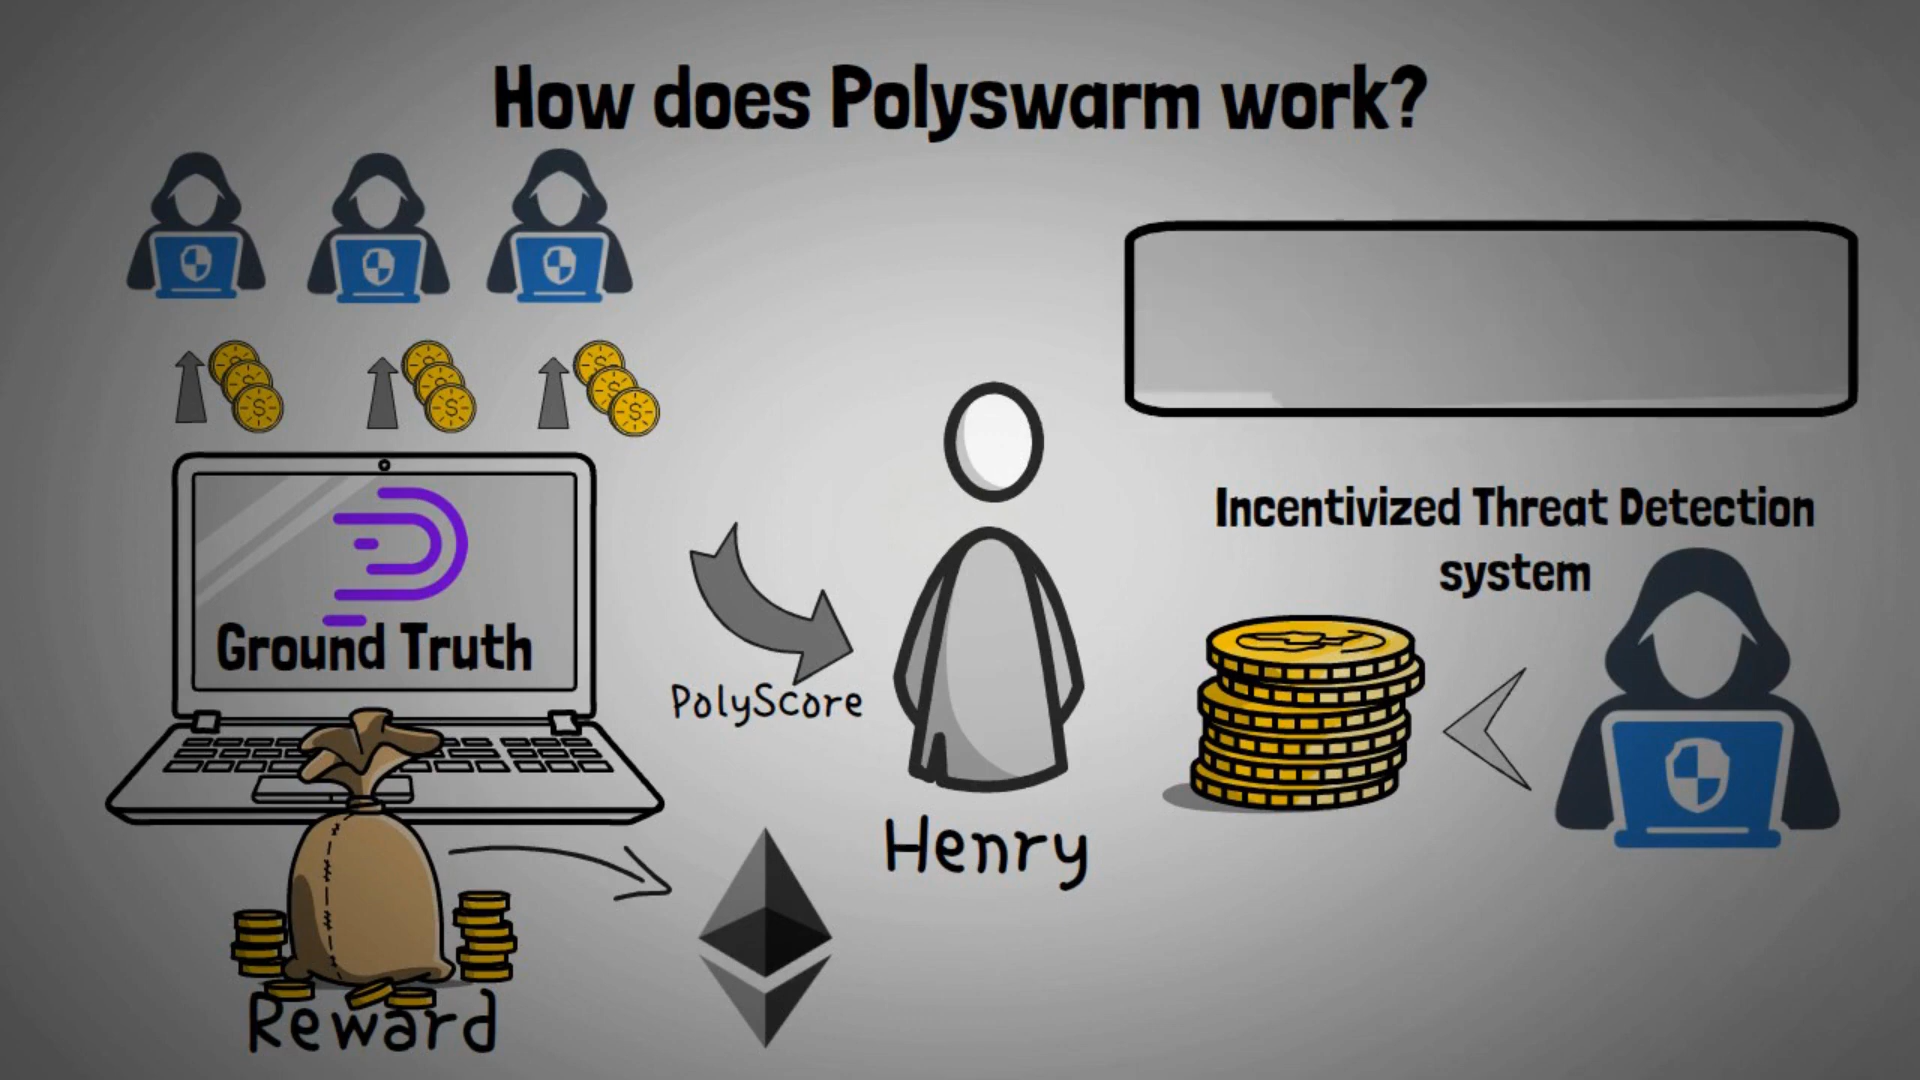 How does Polyswarm work?
Incentivized Threat Detection
system
Ground Truth
PolyScore
Henry
Reward